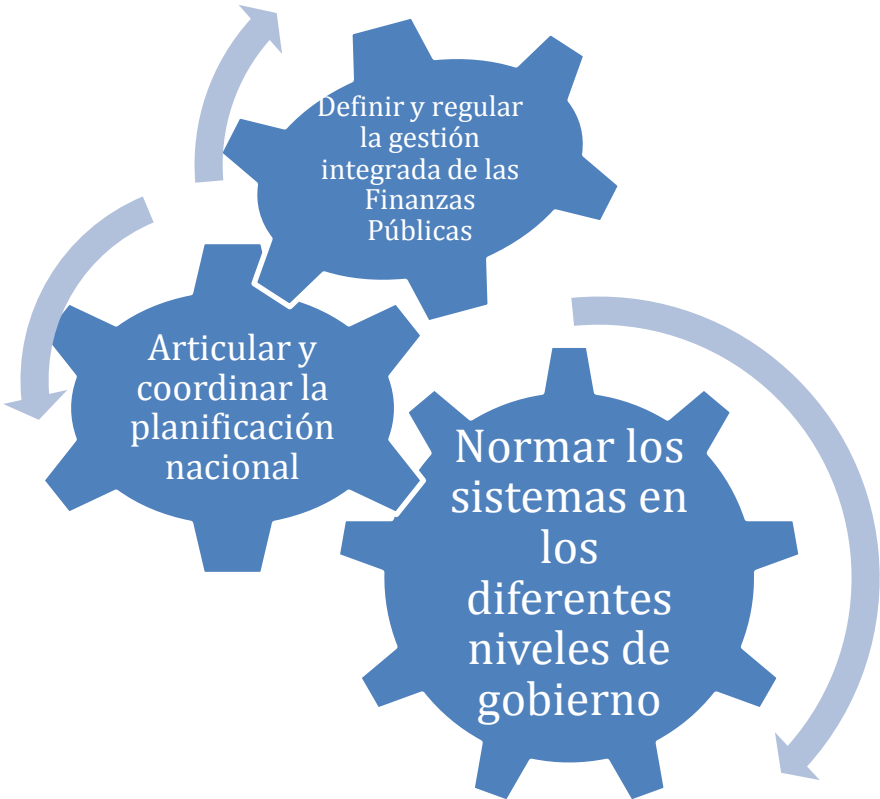 Definir y regular
la gestión
integrada de las
Finanzas
Públicas
Articular y
coordinar la
planificación
nacional
Normar los
sistemas en
los
diferentes
niveles de
gobierno